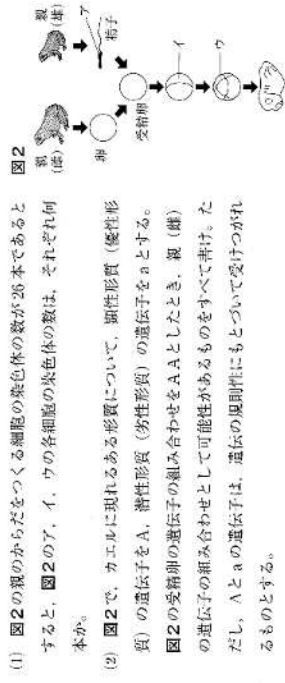 (1) 図2の親のからだをつくる細胞の染色体の数が26本であると
すると，図2のア，イ，ウの各細胞の染色体の数は，それぞれ何
本か。
(2) 図2で，カエルに現れるある形質について，顕性形質（優性形
質）の遺伝子をA，潜性形質（劣性形質）の遺伝子をaとする。
図2の受精卵の遺伝子の組み合わせをAAとしたとき，親（雌）
の遺伝子の組み合わせとして可能性があるものをすべて書け。た
だし，Aとaの遺伝子は，遺伝の規則性にもとづいて受けつがれ
るものとする。
図2
親
(雌)
親
(雄)
ア
卵
精子
受精卵
イ
ウ